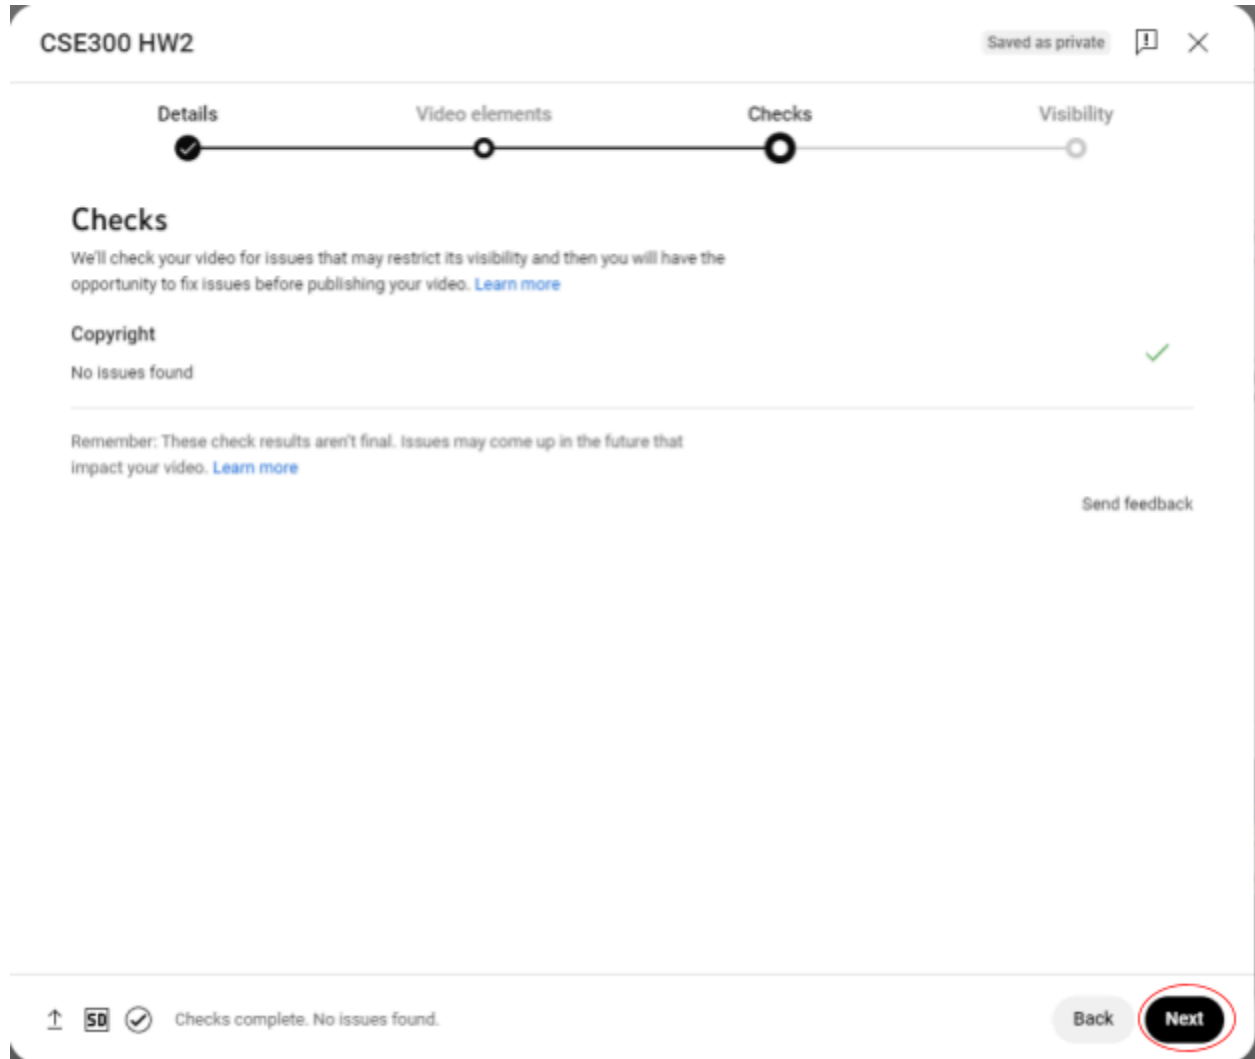 CSE300 HW2
Saved as private
Details
Video elements
Checks
Visibility
Checks
We'll check your video for issues that may restrict its visibility and then you will have the
opportunity to fix issues before publishing your video. Learn more
Copyright
No issues found
Remember: These check results aren't final. Issues may come up in the future that
impact your video. Learn more
Send feedback
SD
Checks complete. No issues found.
Back
Next